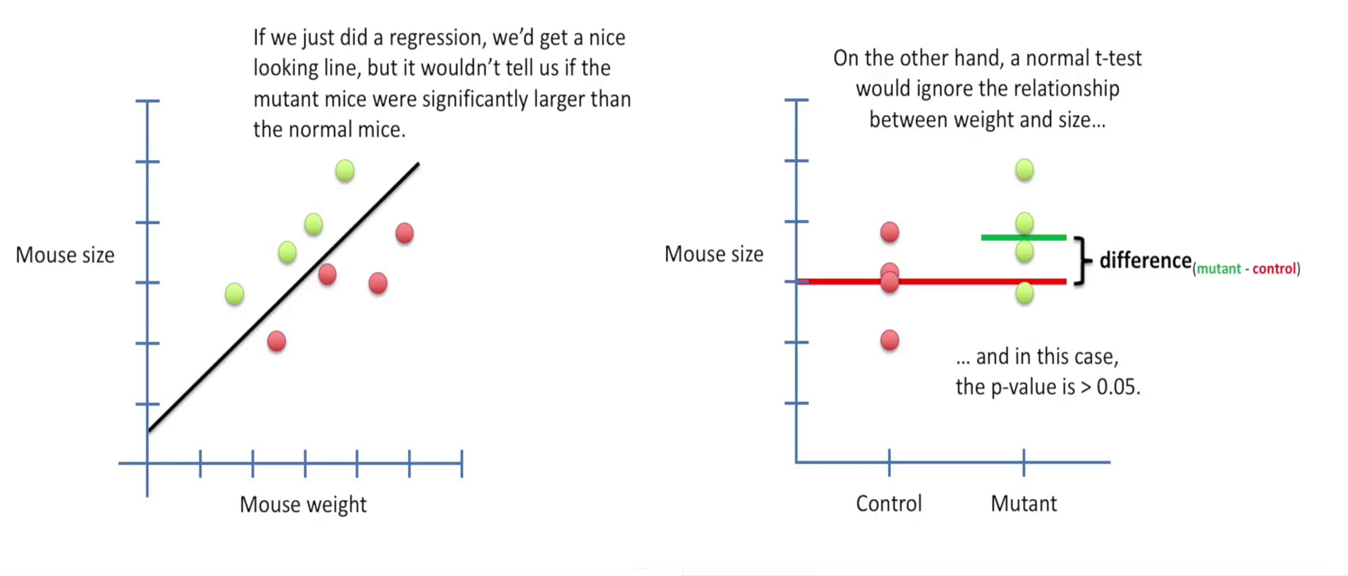 If we just did a regression, we'd get a nice
looking line, but it wouldn't tell us if the
mutant mice were significantly larger than
the normal mice.
Mouse size
Mouse weight
On the other hand, a normal t-test
would ignore the relationship
between weight and size...
Mouse size
difference(mutant - control)
... and in this case,
the p-value is > 0.05.
Control
Mutant